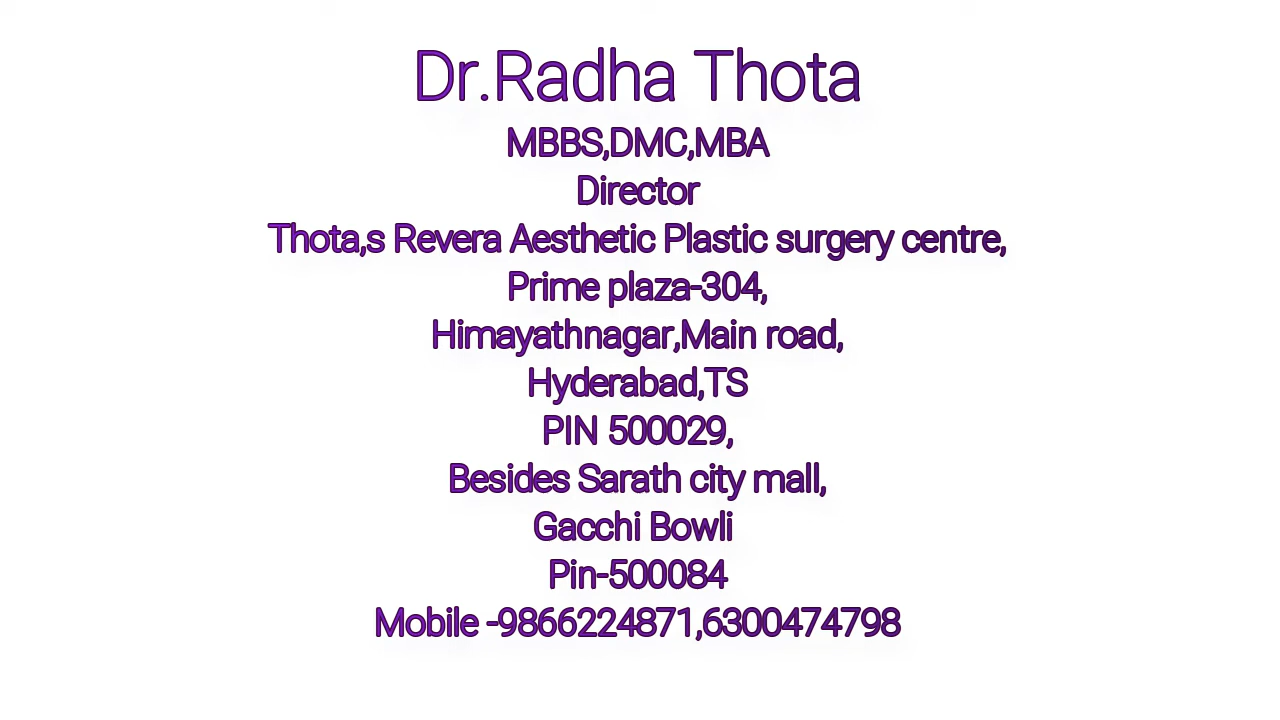 Dr.Radha Thota
MBBS,DMC,MBA
Director
Thota,s Revera Aesthetic Plastic surgery centre,
Prime plaza-304,
Himayathnagar,Main road,
Hyderabad,TS
PIN 500029,
Besides Sarath city mall,
Gacchi Bowli
Pin-500084
Mobile -9866224871,6300474798